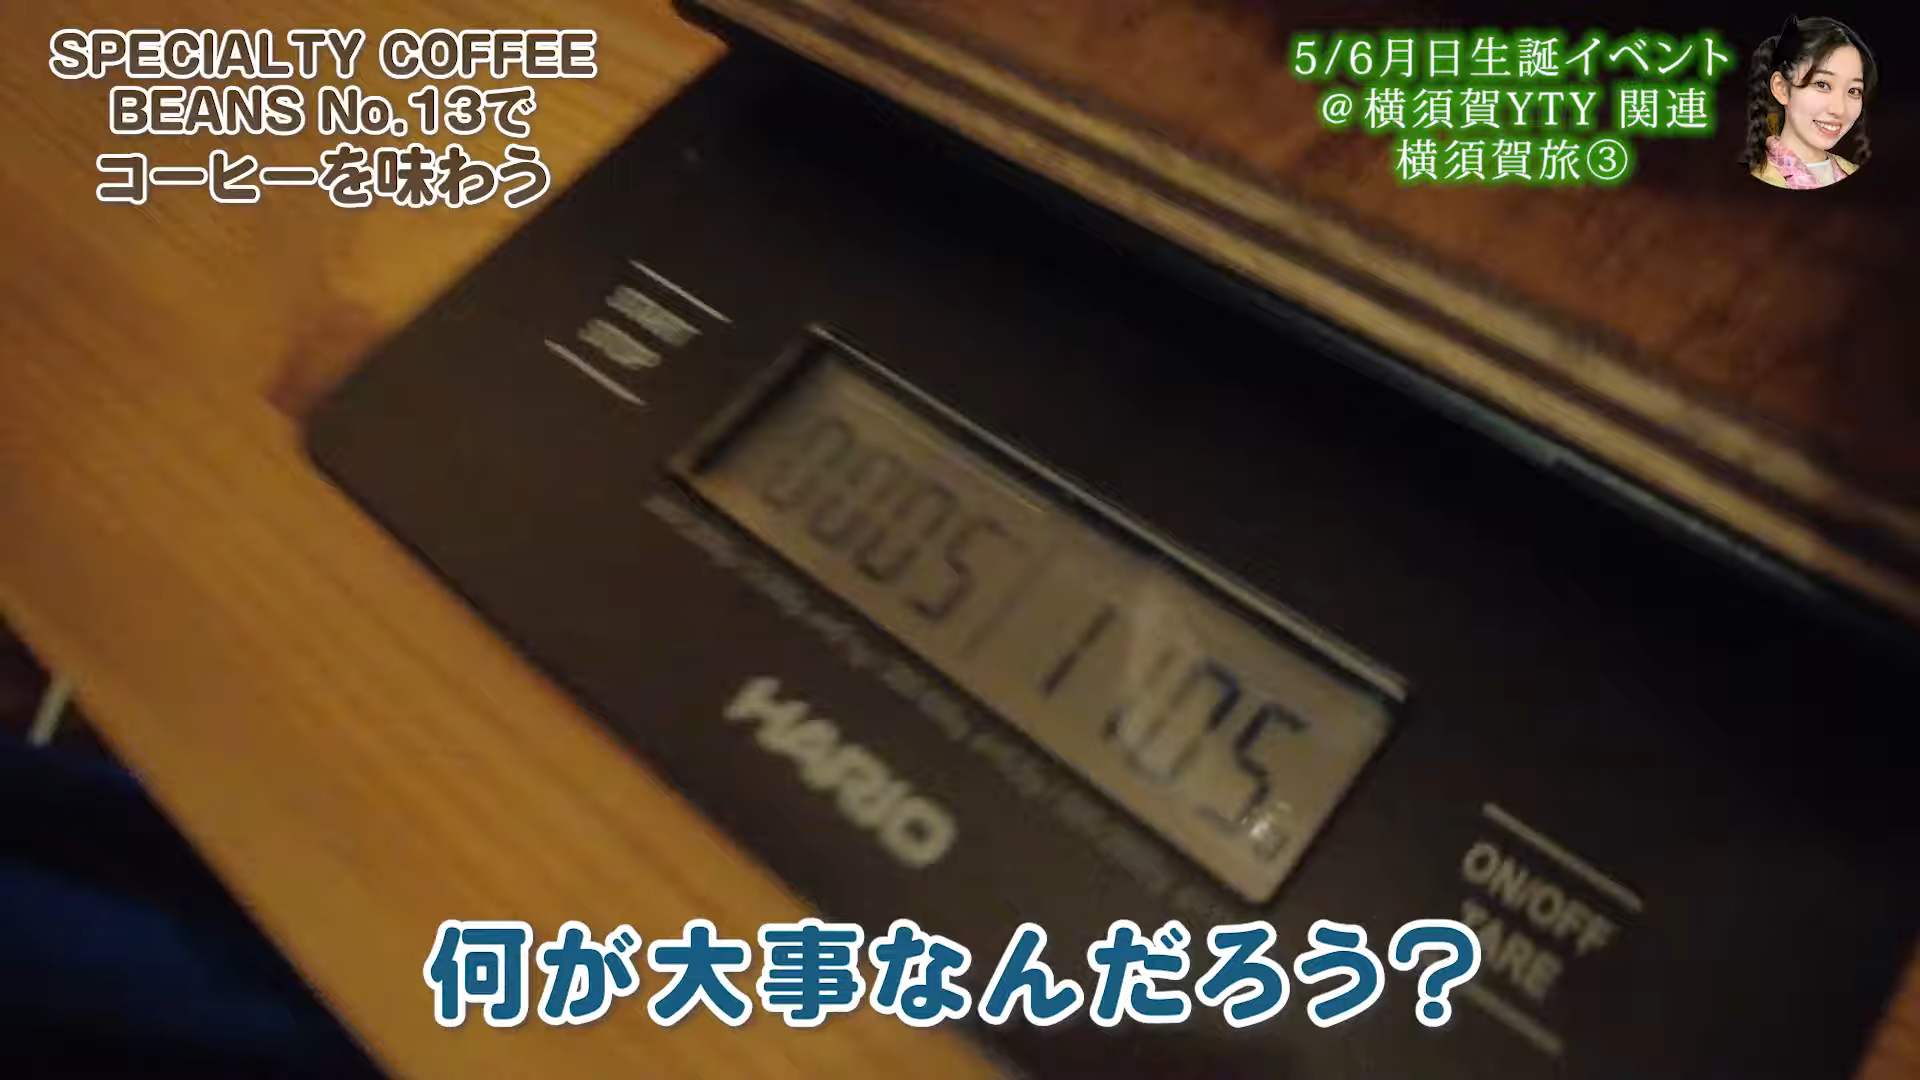 SPECIALTY COFFEE
BEANS No.13で
コーヒーを味わう
5/6月日生誕イベント
@横須賀YTY 関連
横須賀旅③
HARIO
ON/OFF
TARE
何が大事なんだろう?